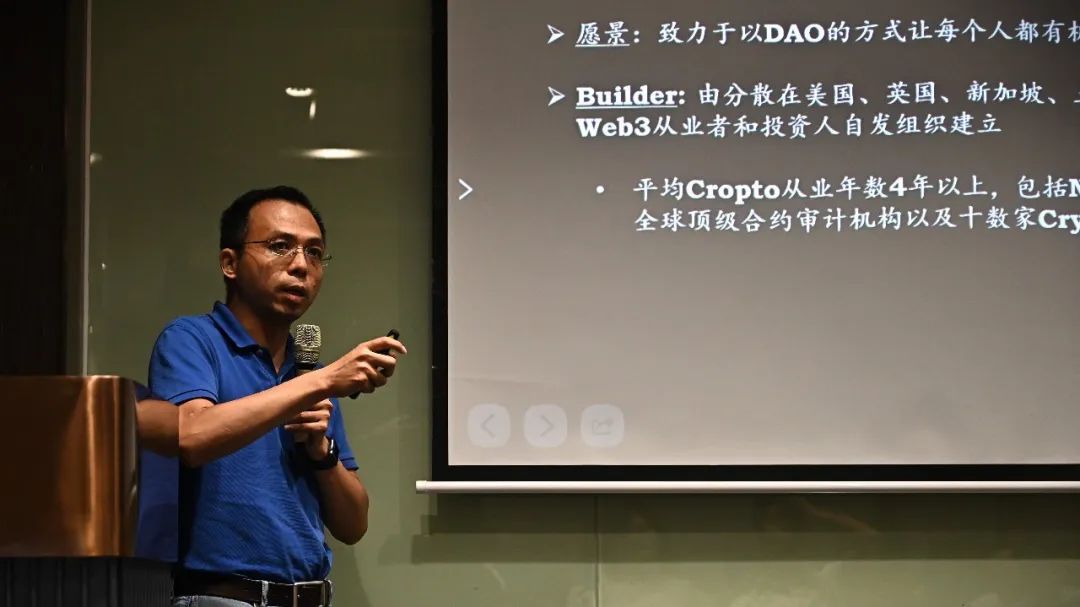 ➢ 愿景：致力于以DAO的方式让每个人都有机
➢ Builder: 由分散在美国、英国、新加坡、
Web3从业者和投资人自发组织建立
• 平均Cropto从业年数4年以上，包括
全球顶级合约审计机构以及十数家Cry